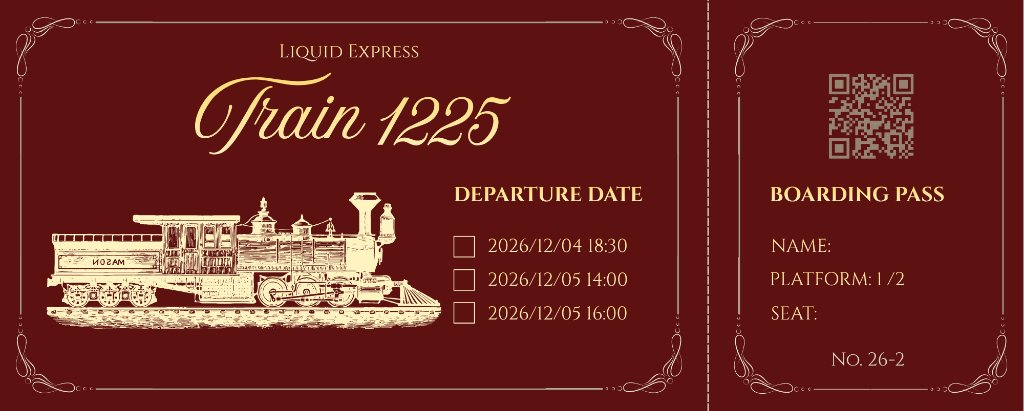 Liquid Express
Train 1225
DEPARTURE DATE
2026/12/04 18:30
2026/12/05 14:00
2026/12/05 16:00
MASON
BOARDING PASS
NAME:
PLATFORM: 1 /2
SEAT:
No. 26-2